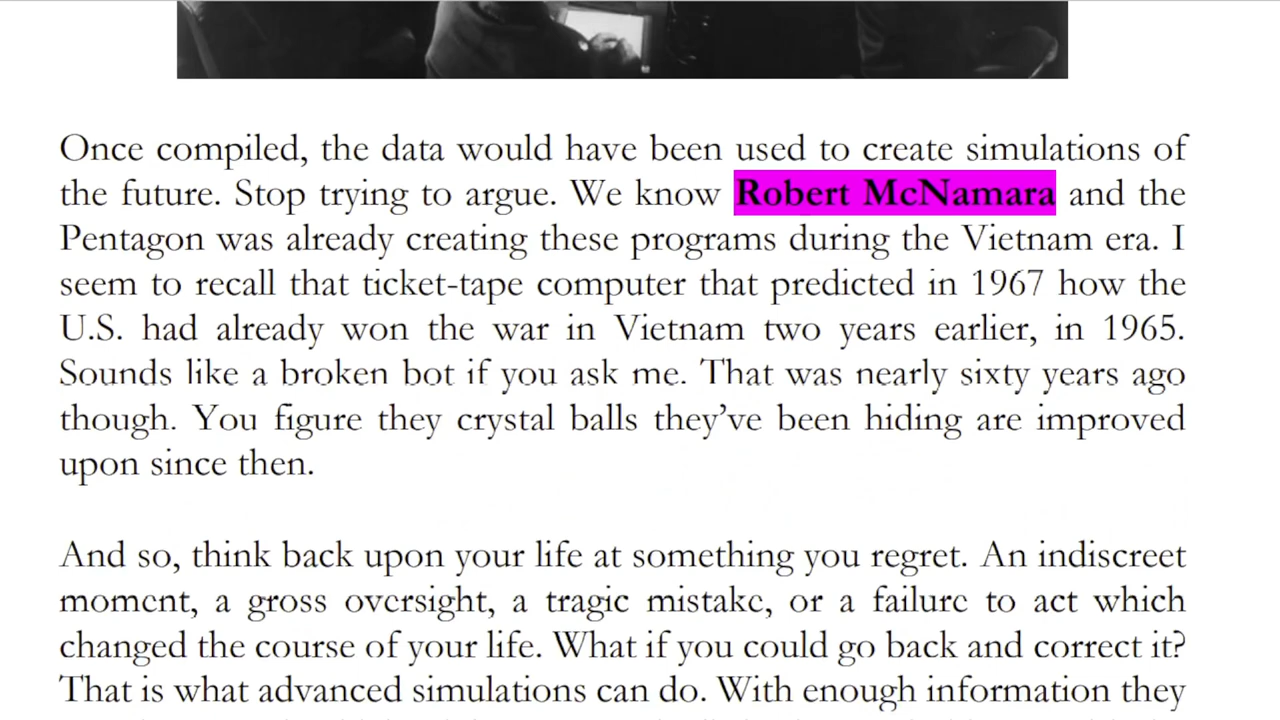 Once compiled, the data would have been used to create simulations of
the future. Stop trying to argue. We know Robert McNamara and the
Pentagon was already creating these programs during the Vietnam era. I
seem to recall that ticket-tape computer that predicted in 1967 how the
U.S. had already won the war in Vietnam two years earlier, in 1965.
Sounds like a broken bot if you ask me. That was nearly sixty years ago
though. You figure they crystal balls they’ve been hiding are improved
upon since then.
And so, think back upon your life at something you regret. An indiscreet
moment, a gross oversight, a tragic mistake, or a failure to act which
changed the course of your life. What if you could go back and correct it?
That is what advanced simulations can do. With enough information they